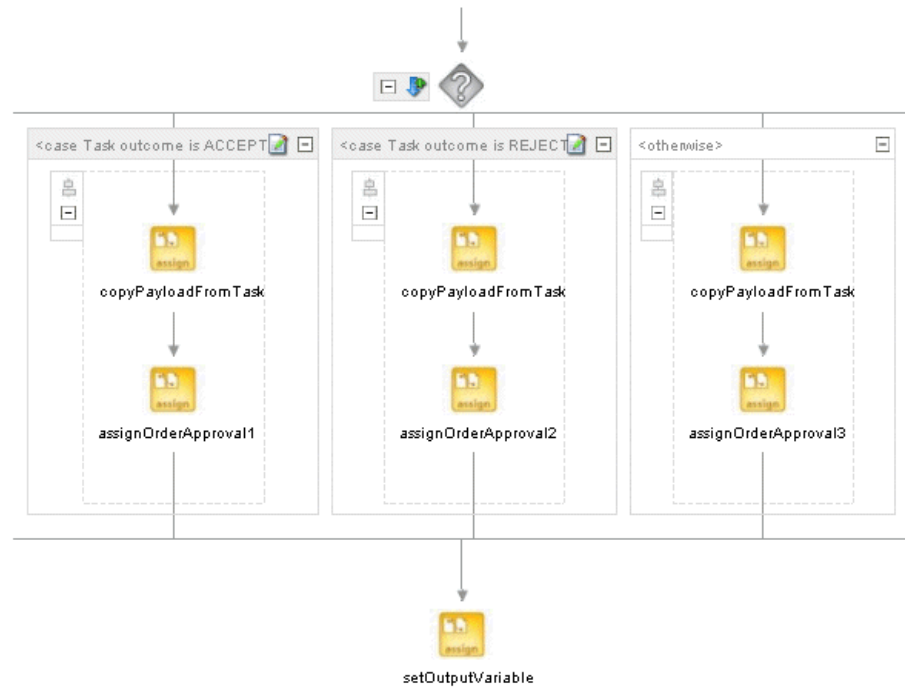 ?
<case Task outcome is ACCEPT
<case Task outcome is REJECT
<otherwise>
assign
assign
assign
copyPayloadFromTask
copyPayloadFromTask
copyPayloadFromTask
assign
assign
assign
assignOrderApproval1
assignOrderApproval2
assignOrderApproval3
assign
setOutputVariable